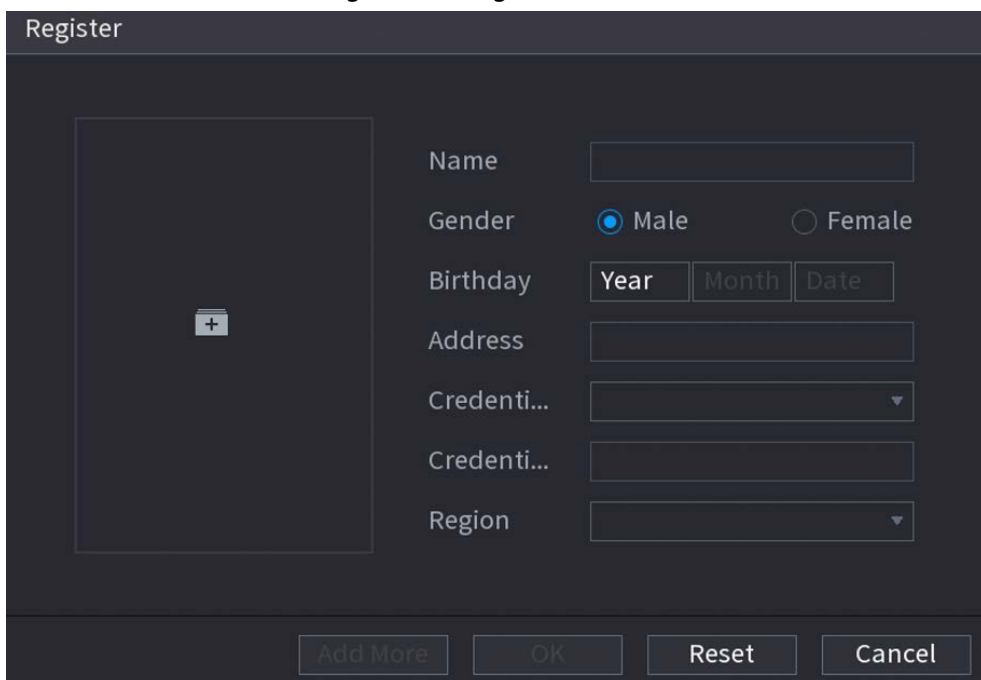 Register
Name
Gender Male Female
Birthday Year Month Date
Address
Credenti...
Credenti...
Region
Add More OK Reset Cancel